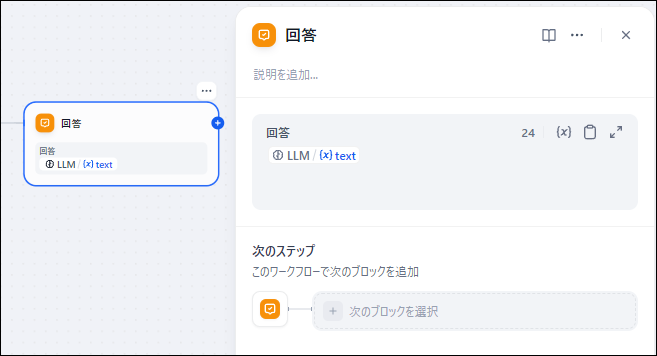 回答
回答
LLM / {x} text
回答
説明を追加...
回答
24 {x}
LLM / {x} text
次のステップ
このワークフローで次のブロックを追加
次のブロックを選択